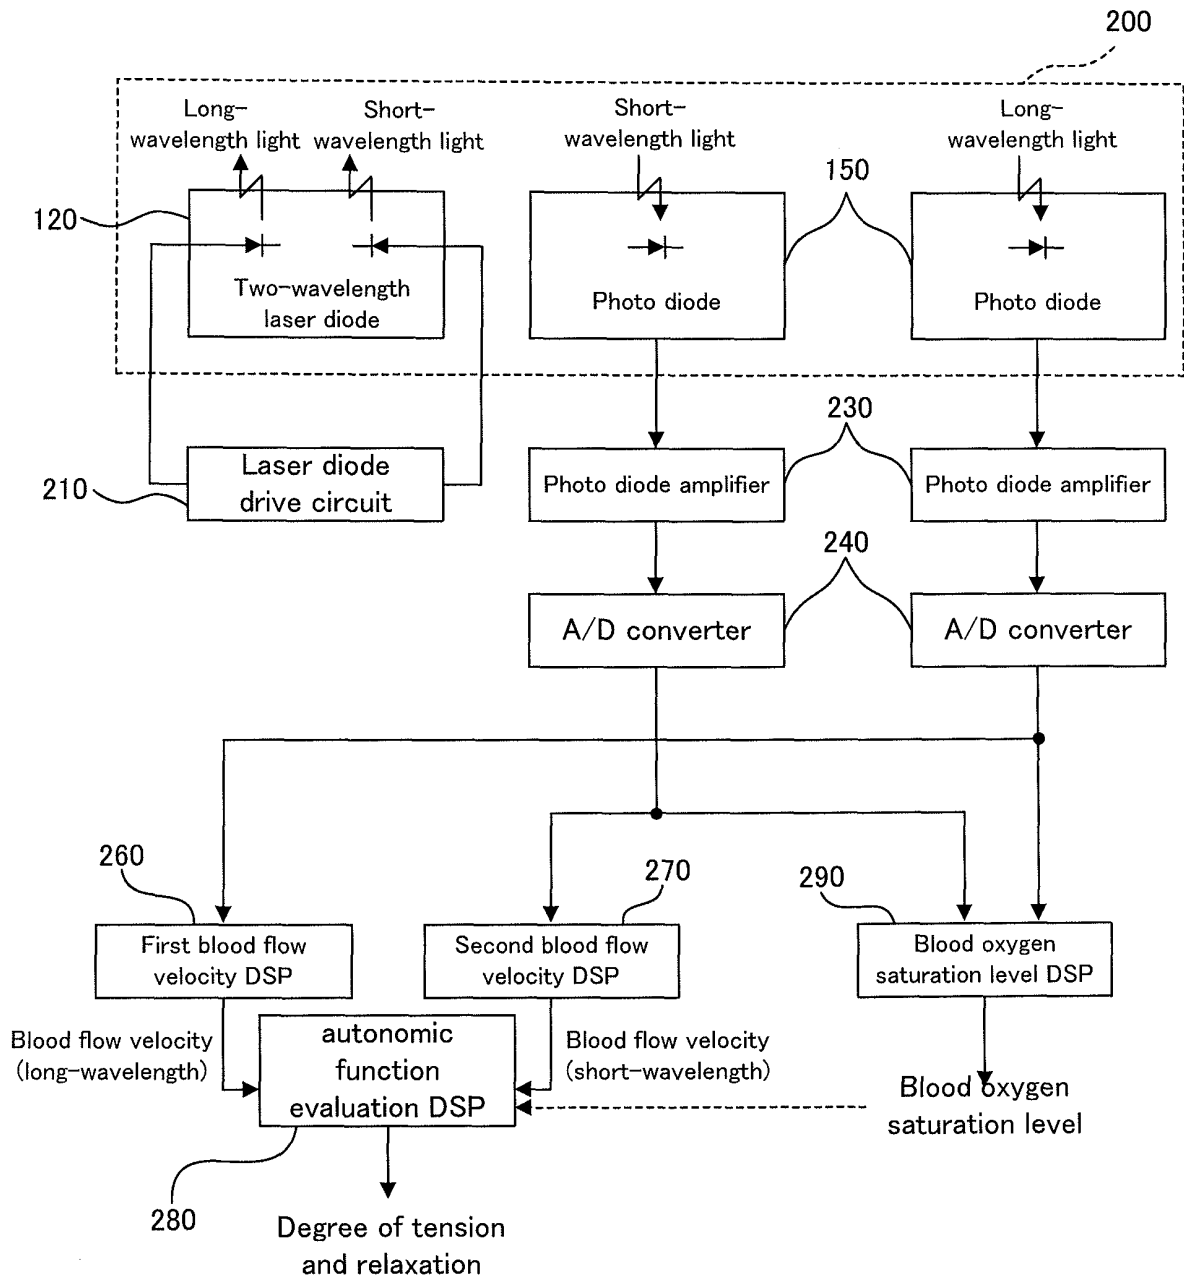 200
Long-
wavelength light
Short-
wavelength light
Short-
wavelength light
Long-
wavelength light
150
120
Two-wavelength
laser diode
Photo diode
Photo diode
230
Laser diode
drive circuit
210
Photo diode amplifier
Photo diode amplifier
240
A/D converter
A/D converter
260
270
290
First blood flow
velocity DSP
Second blood flow
velocity DSP
Blood oxygen
saturation level DSP
Blood flow velocity
(long-wavelength)
autonomic
function
evaluation DSP
Blood flow velocity
(short-wavelength)
Blood oxygen
saturation level
280
Degree of tension
and relaxation